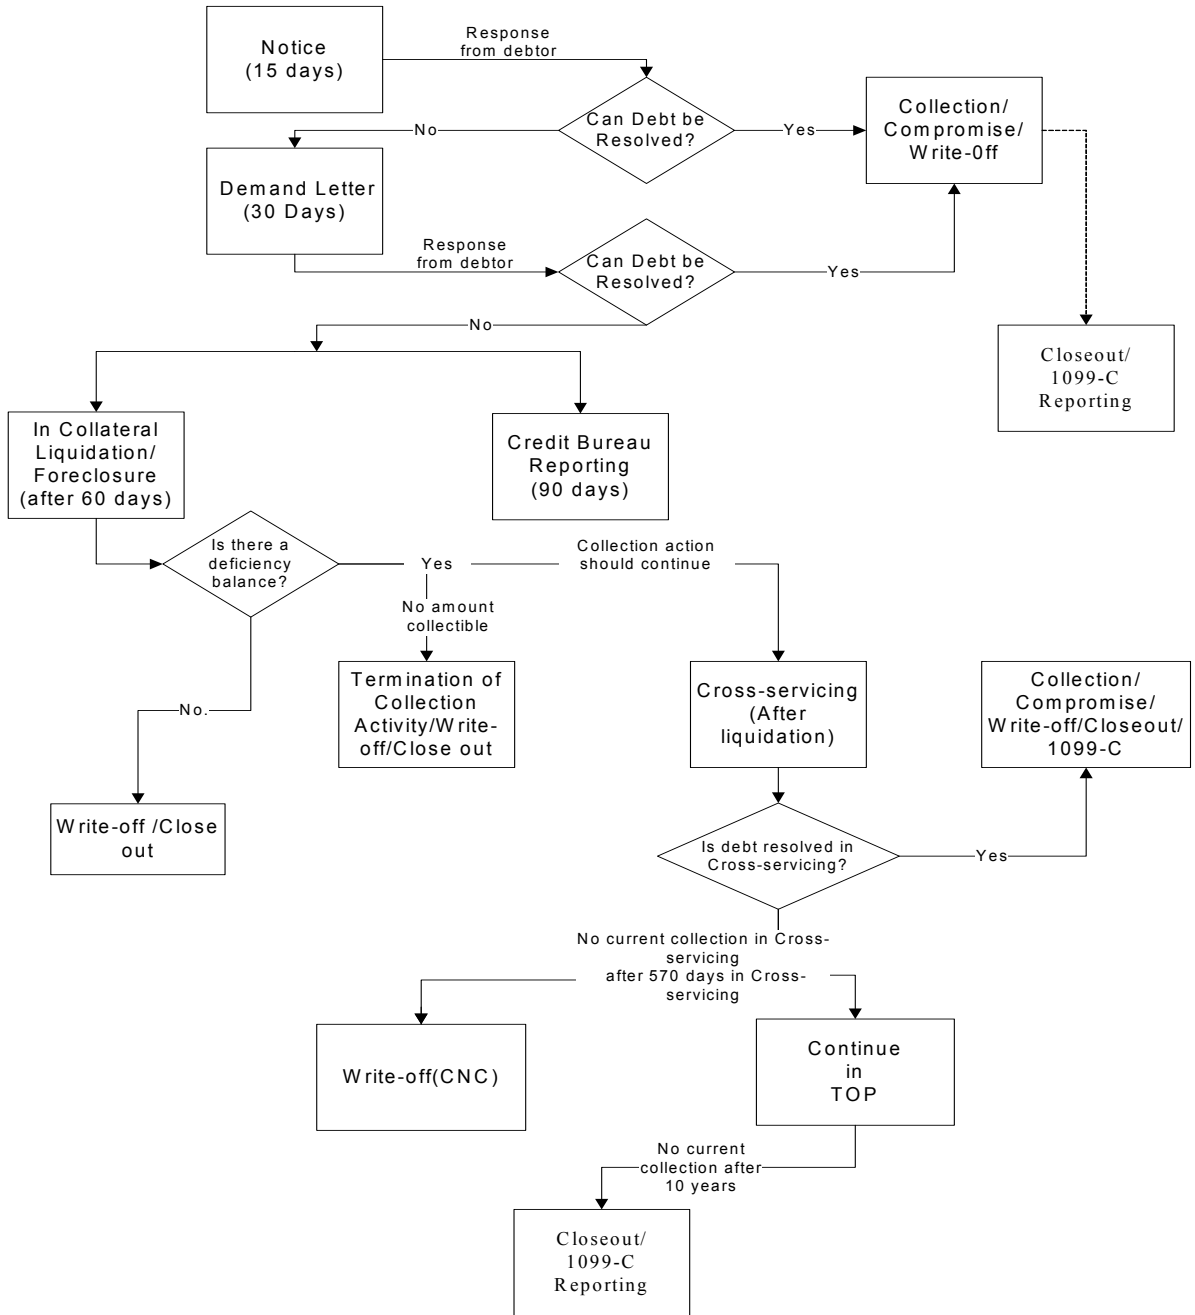 Notice
(15 days)
Response
from debtor
Can Debt be
Resolved?
No
Yes
Collection/
Compromise/
Write-0ff
Demand Letter
(30 Days)
Response
from debtor
Can Debt be
Resolved?
Yes
No
Closeout/
1099-C
Reporting
In Collateral
Liquidation/
Foreclosure
(after 60 days)
Credit Bureau
Reporting
(90 days)
Is there a
deficiency
balance?
Yes
Collection action
should continue
No amount
collectible
No.
Termination of
Collection
Activity/Write-
off/Close out
Cross-servicing
(After
liquidation)
Collection/
Compromise/
Write-off/Closeout/
1099-C
Write-off /Close
out
Is debt resolved in
Cross-servicing?
Yes
No current collection in Cross-
servicing
after 570 days in Cross-
servicing
Write-off(CNC)
Continue
in
TOP
No current
collection after
10 years
Closeout/
1099-C
Reporting